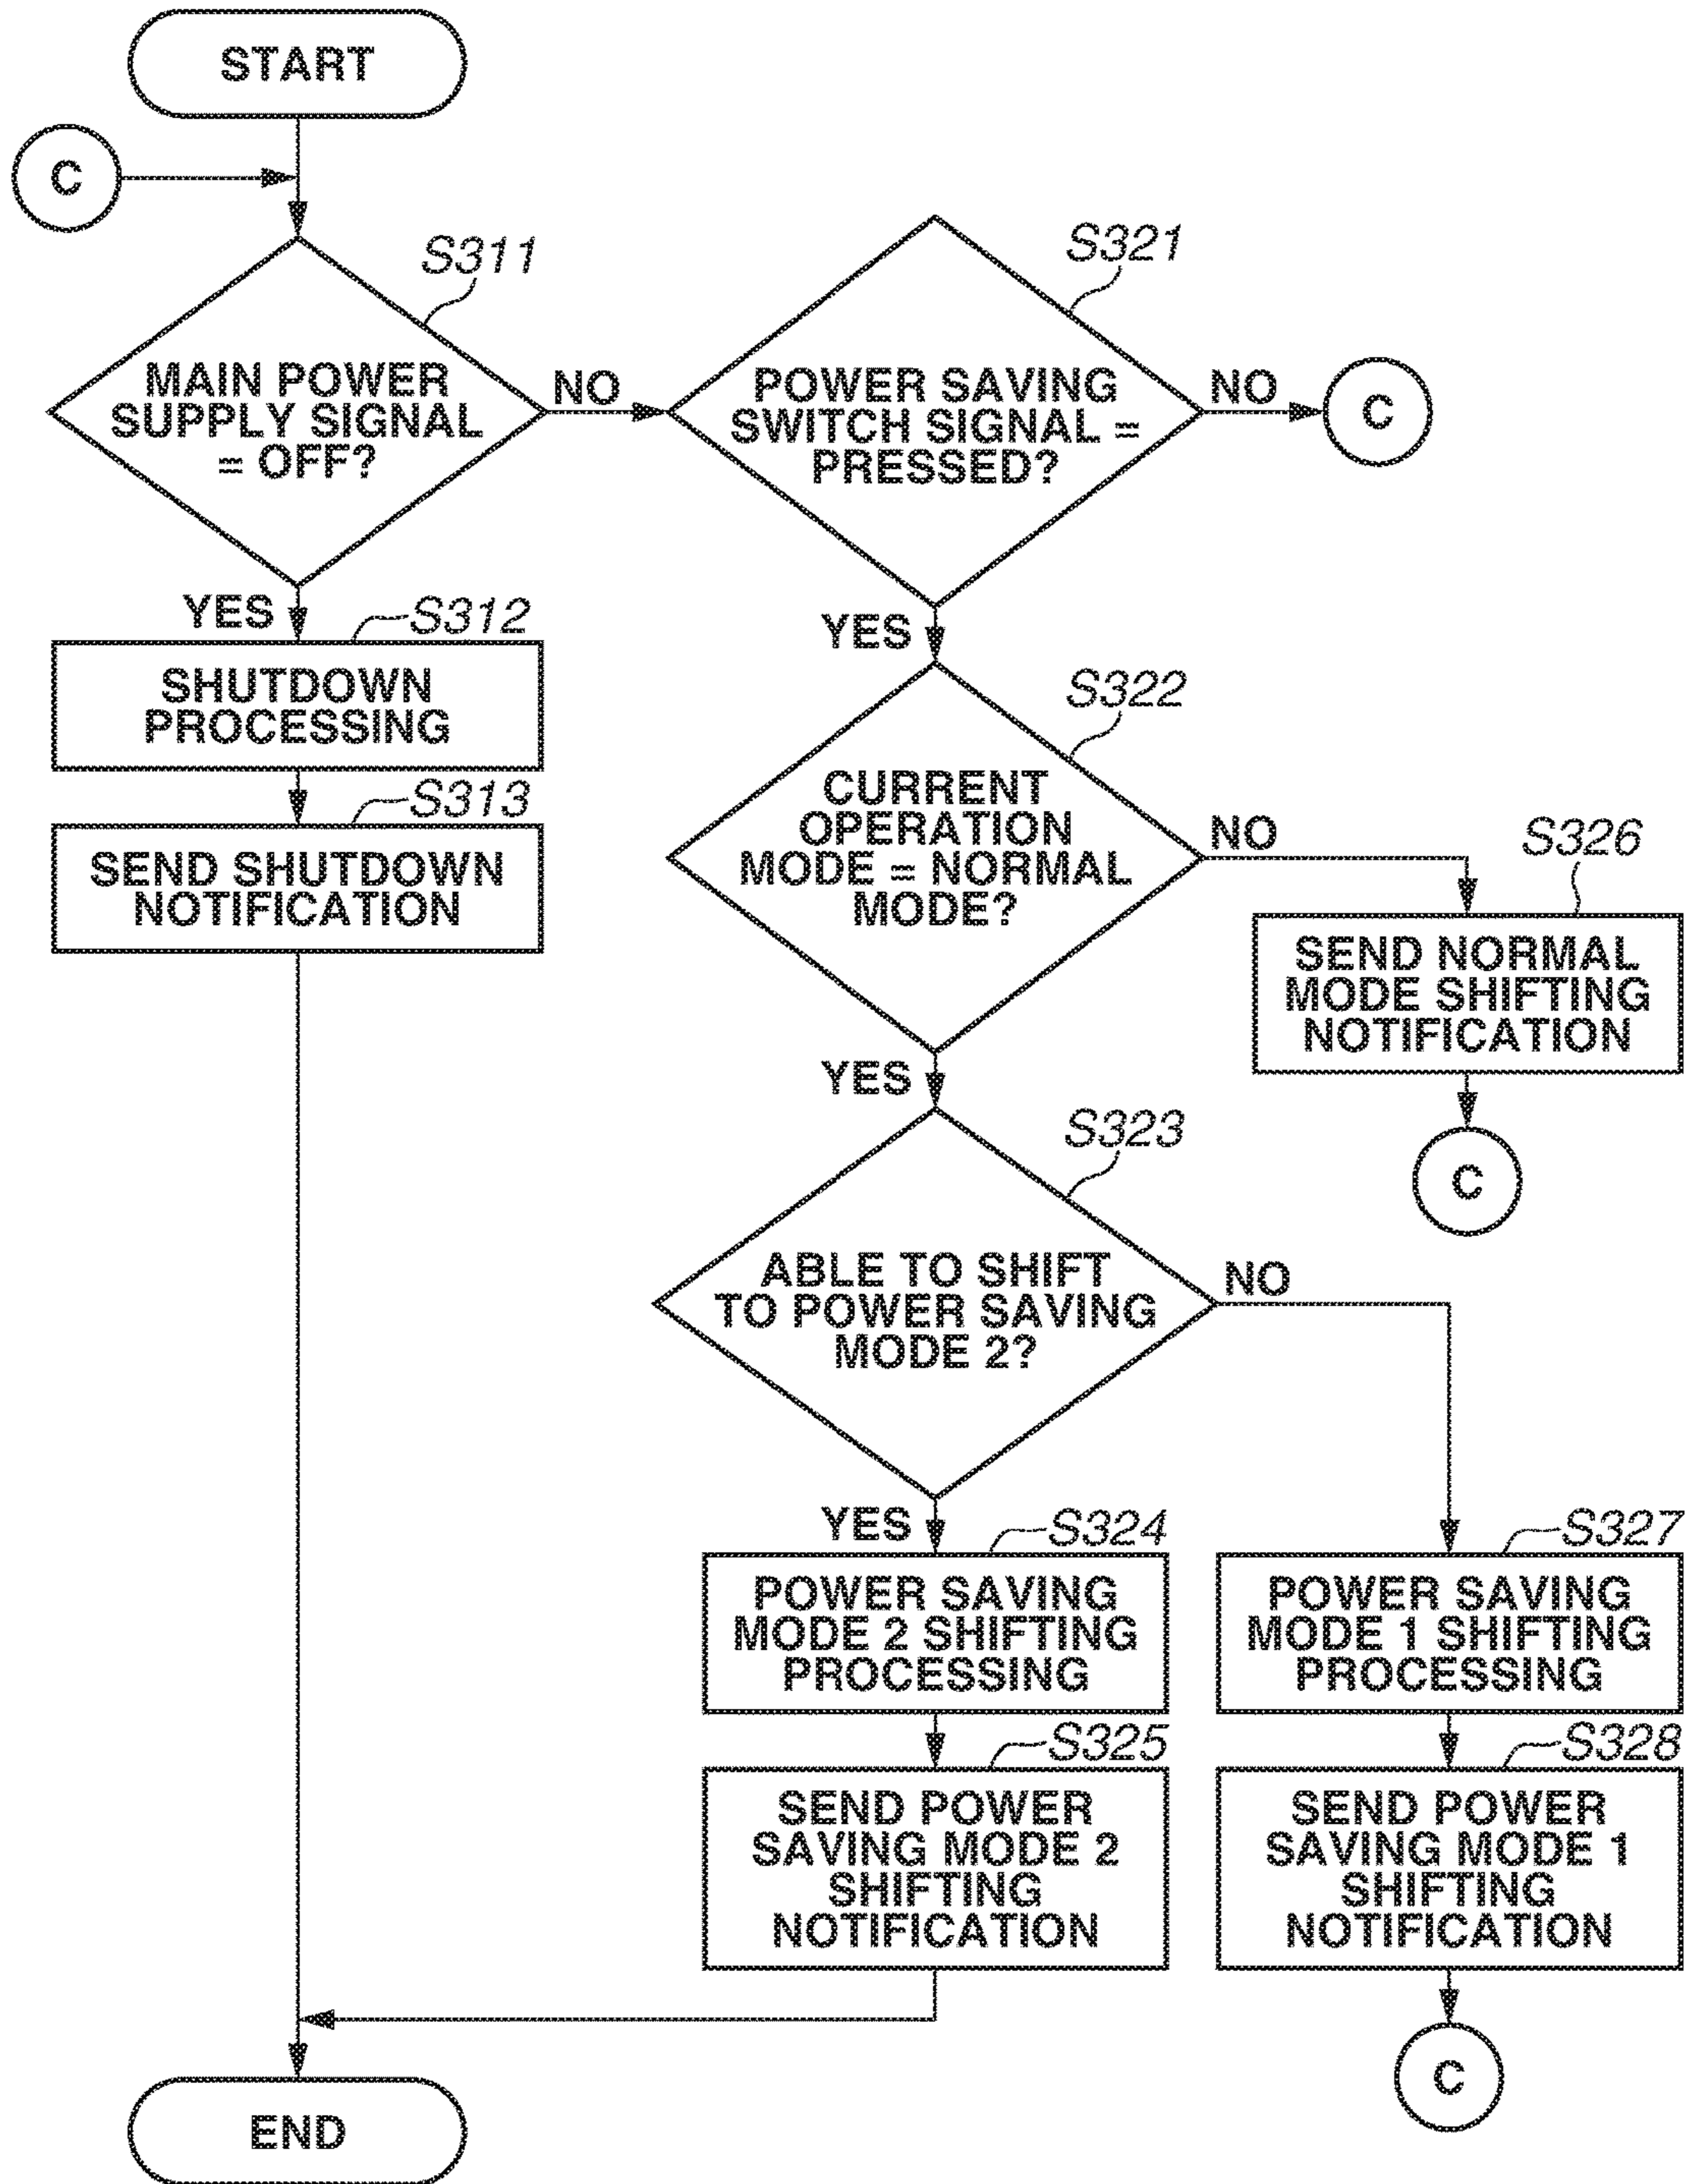 START
C
S311
MAIN POWER
SUPPLY SIGNAL
= OFF?
NO
YES
S312
SHUTDOWN
PROCESSING
S313
SEND SHUTDOWN
NOTIFICATION
S321
POWER SAVING
SWITCH SIGNAL =
PRESSED?
NO
C
YES
S322
CURRENT
OPERATION
MODE = NORMAL
MODE?
NO
S326
SEND NORMAL
MODE SHIFTING
NOTIFICATION
C
YES
S323
ABLE TO SHIFT
TO POWER SAVING
MODE 2?
NO
YES
S324
POWER SAVING
MODE 2 SHIFTING
PROCESSING
S325
SEND POWER
SAVING MODE 2
SHIFTING
NOTIFICATION
S327
POWER SAVING
MODE 1 SHIFTING
PROCESSING
S328
SEND POWER
SAVING MODE 1
SHIFTING
NOTIFICATION
C
END